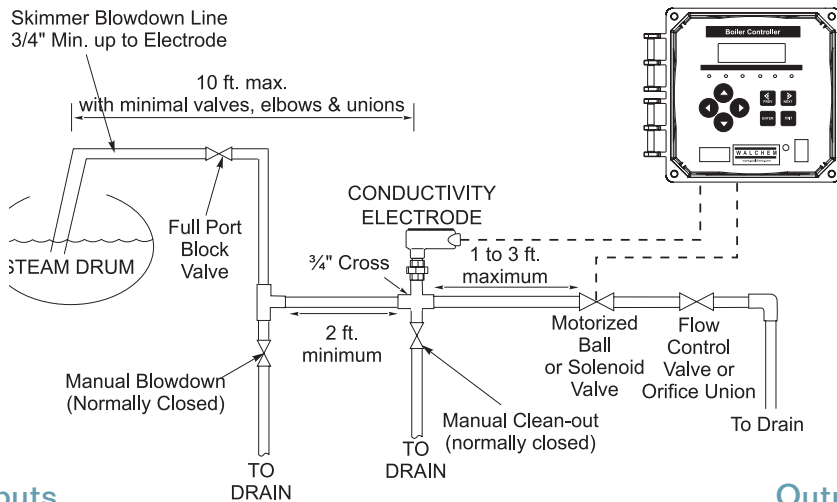 Skimmer Blowdown Line
3/4" Min. up to Electrode
10 ft. max.
with minimal valves, elbows & unions
Boiler Controller
PREV
NEXT
ENTER
EXIT
WALCHEM
CONDUCTIVITY
ELECTRODE
Full Port
Block
Valve
STEAM DRUM
¾" Cross
1 to 3 ft.
maximum
2 ft.
minimum
Motorized
Ball
or Solenoid
Valve
Flow
Control
Valve or
Orifice Union
Manual Blowdown
(Normally Closed)
Manual Clean-out
(normally closed)
To Drain
TO
DRAIN
TO
DRAIN